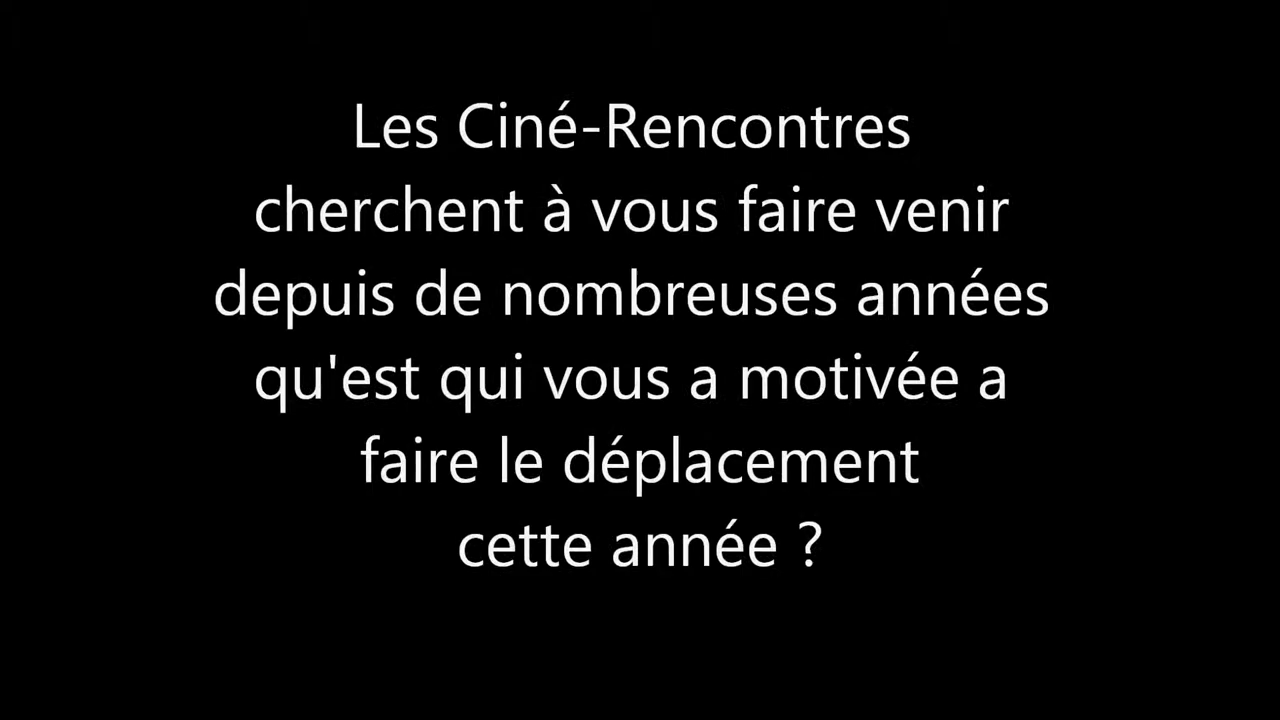 Les Ciné-Rencontres
cherchent à vous faire venir
depuis de nombreuses années
qu'est qui vous a motivée a
faire le déplacement
cette année ?